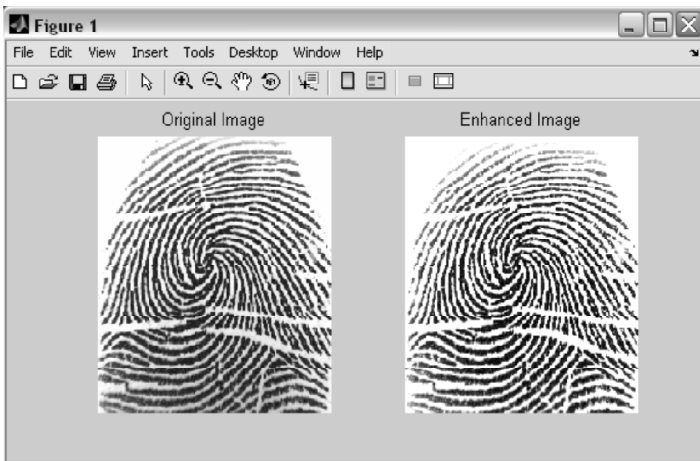 Figure 1
File Edit View Insert Tools Desktop Window Help
Original Image Enhanced Image